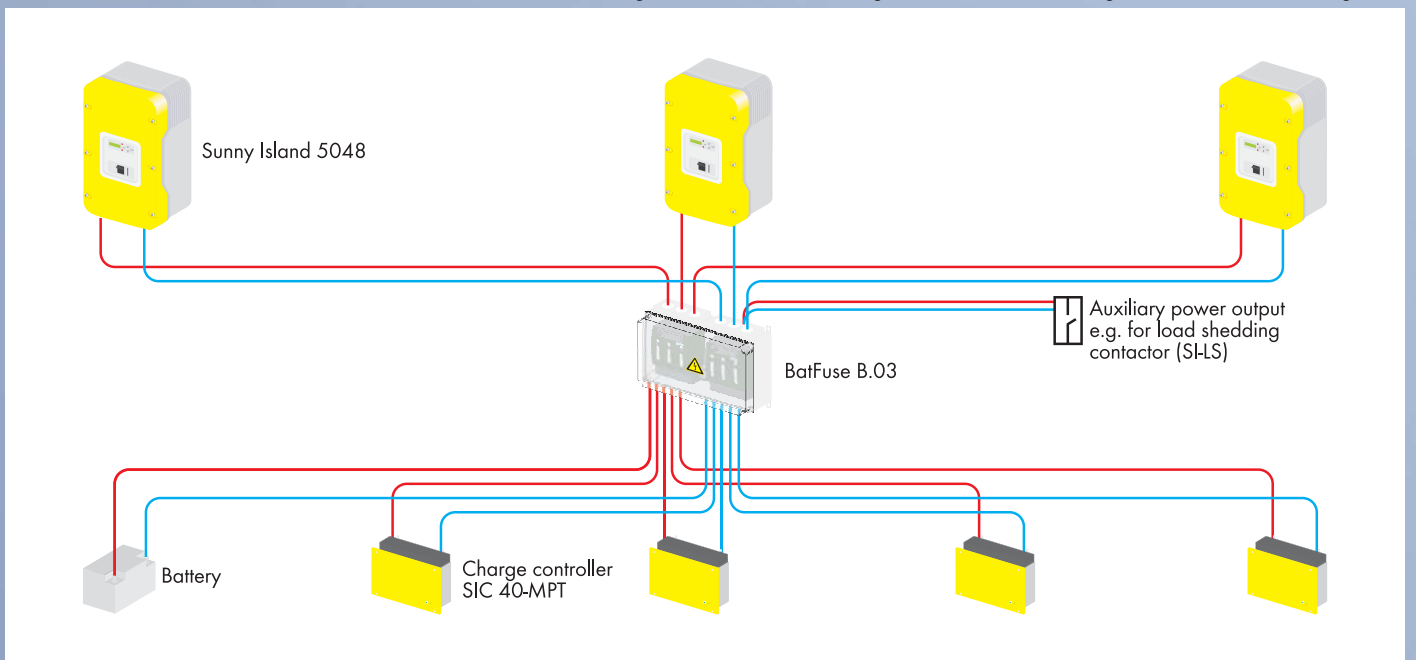 Sunny Island 5048
Auxiliary power output
e.g. for load shedding
contactor (SI-LS)
BatFuse B.03
Battery
Charge controller
SIC 40-MPT